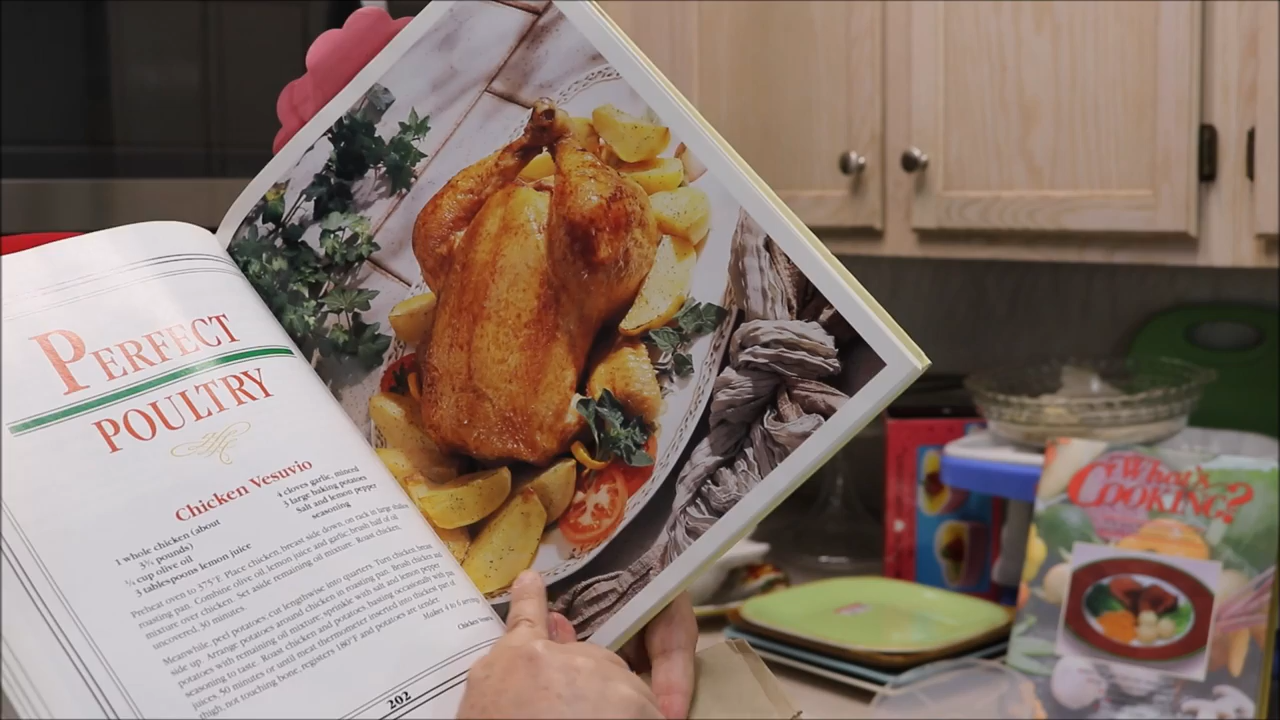 PERFECT
POULTRY
Chicken Vesuvio
1 whole chicken (about
3¾ pounds)
¼ cup olive oil
3 tablespoons lemon juice
4 cloves garlic, minced
3 large baking potatoes
Salt and lemon pepper
seasoning
Preheat oven to 375°F. Place chicken, breast side down, on rack in large shallow
roasting pan. Combine olive oil, lemon juice and garlic; brush half of oil
mixture over chicken. Set aside remaining oil mixture. Roast chicken,
uncovered, 30 minutes.
Meanwhile, peel potatoes; cut lengthwise into quarters. Turn chicken, breast
side up. Arrange potatoes around chicken in roasting pan. Brush chicken and
potatoes with remaining oil mixture; sprinkle with salt and lemon pepper
seasoning to taste. Roast chicken and potatoes, basting occasionally with pan
juices, 50 minutes or until meat thermometer inserted into thickest part of
thigh, not touching bone, registers 180°F and potatoes are tender.
Makes 4 to 6 servings
Chicken Vesuvio
202
What's
COOKING?